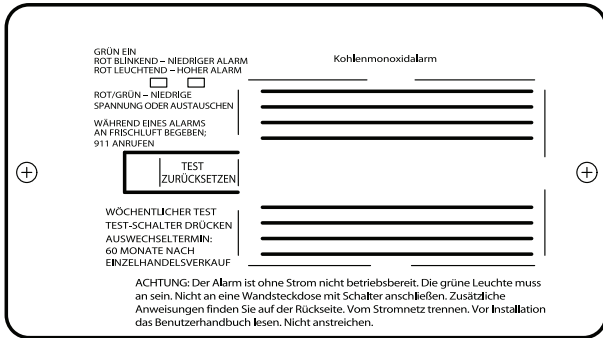 GRÜN EIN
ROT BLINKEND – NIEDRIGER ALARM
ROT LEUCHTEND – HOHER ALARM
Kohlenmonoxidalarm
ROT/GRÜN – NIEDRIGE
SPANNUNG ODER AUSTAUSCHEN
WÄHREND EINES ALARMS
AN FRISCHLUFT BEGEBEN;
911 ANRUFEN
TEST
ZURÜCKSETZEN
WÖCHENTLICHER TEST
TEST-SCHALTER DRÜCKEN
AUSWECHSELTERMIN:
60 MONATE NACH
EINZELHANDELSVERKAUF
ACHTUNG: Der Alarm ist ohne Strom nicht betriebsbereit. Die grüne Leuchte muss
an sein. Nicht an eine Wandsteckdose mit Schalter anschließen. Zusätzliche
Anweisungen finden Sie auf der Rückseite. Vom Stromnetz trennen. Vor Installation
das Benutzerhandbuch lesen. Nicht anstreichen.